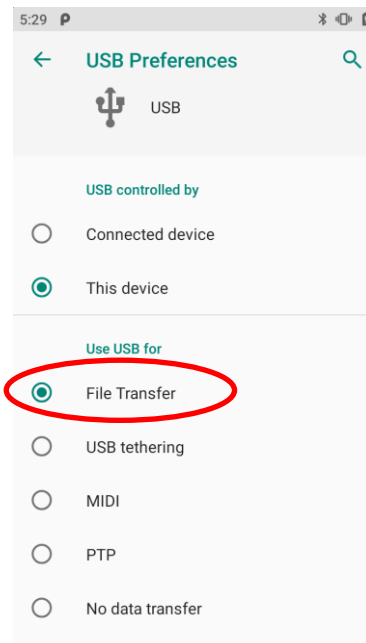 5:29
USB Preferences
USB
USB controlled by
Connected device
This device
Use USB for
File Transfer
USB tethering
MIDI
PTP
No data transfer